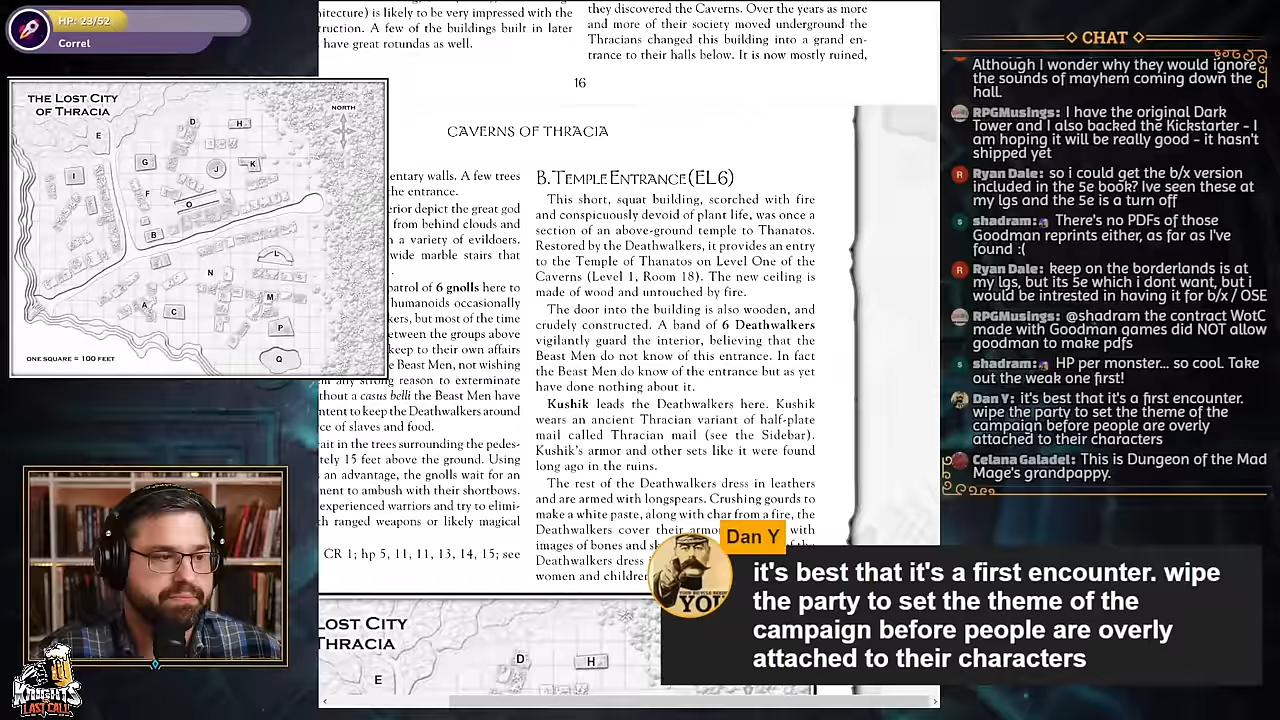 HP: 23/52
Correl
hitecture) is likely to be very impressed with the
truction. A few of the buildings built in later
have great rotundas as well.
they discovered the Caverns. Over the years as more
and more of their society moved underground the
Thracians changed this building into a grand en-
trance to their halls below. It is now mostly ruined,
16
CAVERNS OF THRACIA
THE LOST CITY
OF THRACIA
NORTH
D
H
E
G
J
K
I
F
O
B
L
N
A
C
M
P
Q
ONE SQUARE = 100 FEET
entary walls. A few trees
the entrance.
erior depict the great god
from behind clouds and
n a variety of evildoers.
wide marble stairs that
patrol of 6 gnolls here to
humanoids occasionally
kers, but most of the time
etween the groups above
keep to their own affairs
e Beast Men, not wishing
strong reason to exterminate
thout a casus belli the Beast Men have
ntent to keep the Deathwalkers around
ce of slaves and food.
ait in the trees surrounding the pedes-
tely 15 feet above the ground. Using
an advantage, the gnolls wait for an
ment to ambush with their shortbows.
experienced warriors and try to elimi-
h ranged weapons or likely magical
CR 1; hp 5, 11, 11, 13, 14, 15; see
B. TEMPLE ENTRANCE (EL 6)
This short, squat building, scorched with fire
and conspicuously devoid of plant life, was once a
section of an above-ground temple to Thanatos.
Restored by the Deathwalkers, it provides an entry
to the Temple of Thanatos on Level One of the
Caverns (Level 1, Room 18). The new ceiling is
made of wood and untouched by fire.
The door into the building is also wooden, and
crudely constructed. A band of 6 Deathwalkers
vigilantly guard the interior, believing that the
Beast Men do not know of this entrance. In fact
the Beast Men do know of the entrance but as yet
have done nothing about it.
Kushik leads the Deathwalkers here. Kushik
wears an ancient Thracian variant of half-plate
mail called Thracian mail (see the Sidebar).
Kushik's armor and other sets like it were found
long ago in the ruins.
The rest of the Deathwalkers dress in leathers
and are armed with longspears. Crushing gourds to
make a white paste, along with char from a fire, the
Deathwalkers cover their armo with
images of bones and sk
Deathwalkers dress
women and children
LOST CITY
THRACIA
D
H
E
CHAT
Although I wonder why they would ignore
the sounds of mayhem coming down the
hall.
RPGMusings: I have the original Dark
Tower and I also backed the Kickstarter - I
am hoping it will be really good - it hasn't
shipped yet
R Ryan Dale: so i could get the b/x version
included in the 5e book? Ive seen these at
my lgs and the 5e is a turn off
S shadram: There's no PDFs of those
Goodman reprints either, as far as I've
found :(
R Ryan Dale: keep on the borderlands is at
my lgs, but its 5e which i dont want, but i
would be intrested in having it for b/x / OSE
RPGMusings: @shadram the contract WotC
made with Goodman games did NOT allow
goodman to make pdfs
S shadram: HP per monster... so cool. Take
out the weak one first!
Dan Y: it's best that it's a first encounter.
wipe the party to set the theme of the
campaign before people are overly
attached to their characters
Celana Galadel: This is Dungeon of the Mad
Mage's grandpappy.
Dan Y
it's best that it's a first encounter. wipe
the party to set the theme of the
campaign before people are overly
attached to their characters
YOU
KNIGHTS
LAST CALL